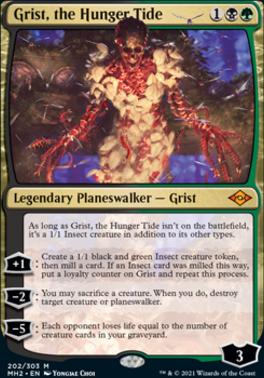 Grist, the Hunger Tide 1
Legendary Planeswalker — Grist
As long as Grist, the Hunger Tide isn't on the battlefield,
it's a 1/1 Insect creature in addition to its other types.
+1 : Create a 1/1 black and green Insect creature token,
then mill a card. If an Insect card was milled this way,
put a loyalty counter on Grist and repeat this process.
−2 : You may sacrifice a creature. When you do, destroy
target creature or planeswalker.
−5 : Each opponent loses life equal to the number of
creature cards in your graveyard.
3
202/303 M
MH2 • EN YONGJAE CHOI
™ & © 2021 Wizards of the Coast